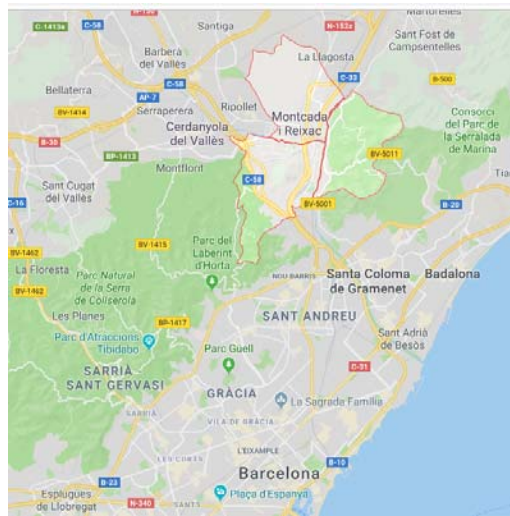 Martorelles
C-1413a
C-58
Santiga
N-152a
Sant Fost de
Campsentelles
Barberà
del Vallès
La Llagosta
C-58
C-33
B-500
Bellaterra
AP-7
Ripollet
BV-1414
Serraperera
Montcada
i Reixac
Consorci
del Parc de
la Serralada
de Marina
Cerdanyola
del Vallès
B-30
BP-1413
Montflorit
BV-5011
C-58
Sant Cugat
del Vallès
BV-5001
B-20
C-16
Parc del
Laberint
d'Horta
BV-1462
BV-1415
La Floresta
Parc Natural
de la Serra
de Collserola
NOU BARRIS
Santa Coloma
de Gramenet
Badalona
BV-1462
Les Planes
BP-1417
SANT ANDREU
Parc d'Atraccions
Tibidabo
Sant Adrià
de Besòs
Parc Güell
SARRIÀ
SANT GERVASI
C-31
GRÀCIA
La Sagrada Família
SARRIÀ
VILA DE GRÀCIA
L'EIXAMPLE
LES CORTS
Barcelona
B-10
B-23
Esplugues
de Llobregat
N-340
SANTS
Plaça d'Espanya